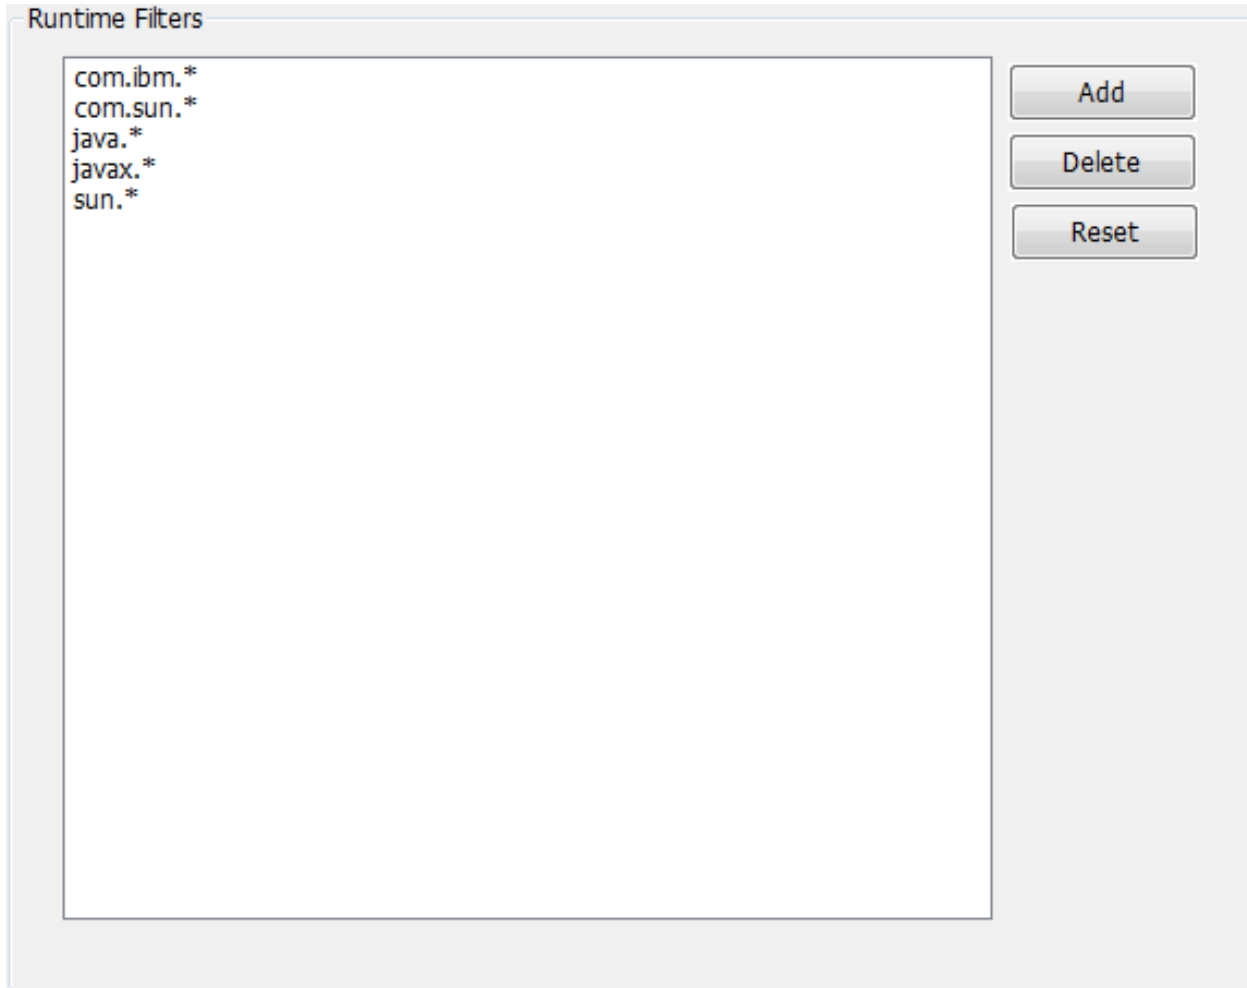 Runtime Filters
com.ibm.*
com.sun.*
java.*
javax.*
sun.*
Add
Delete
Reset